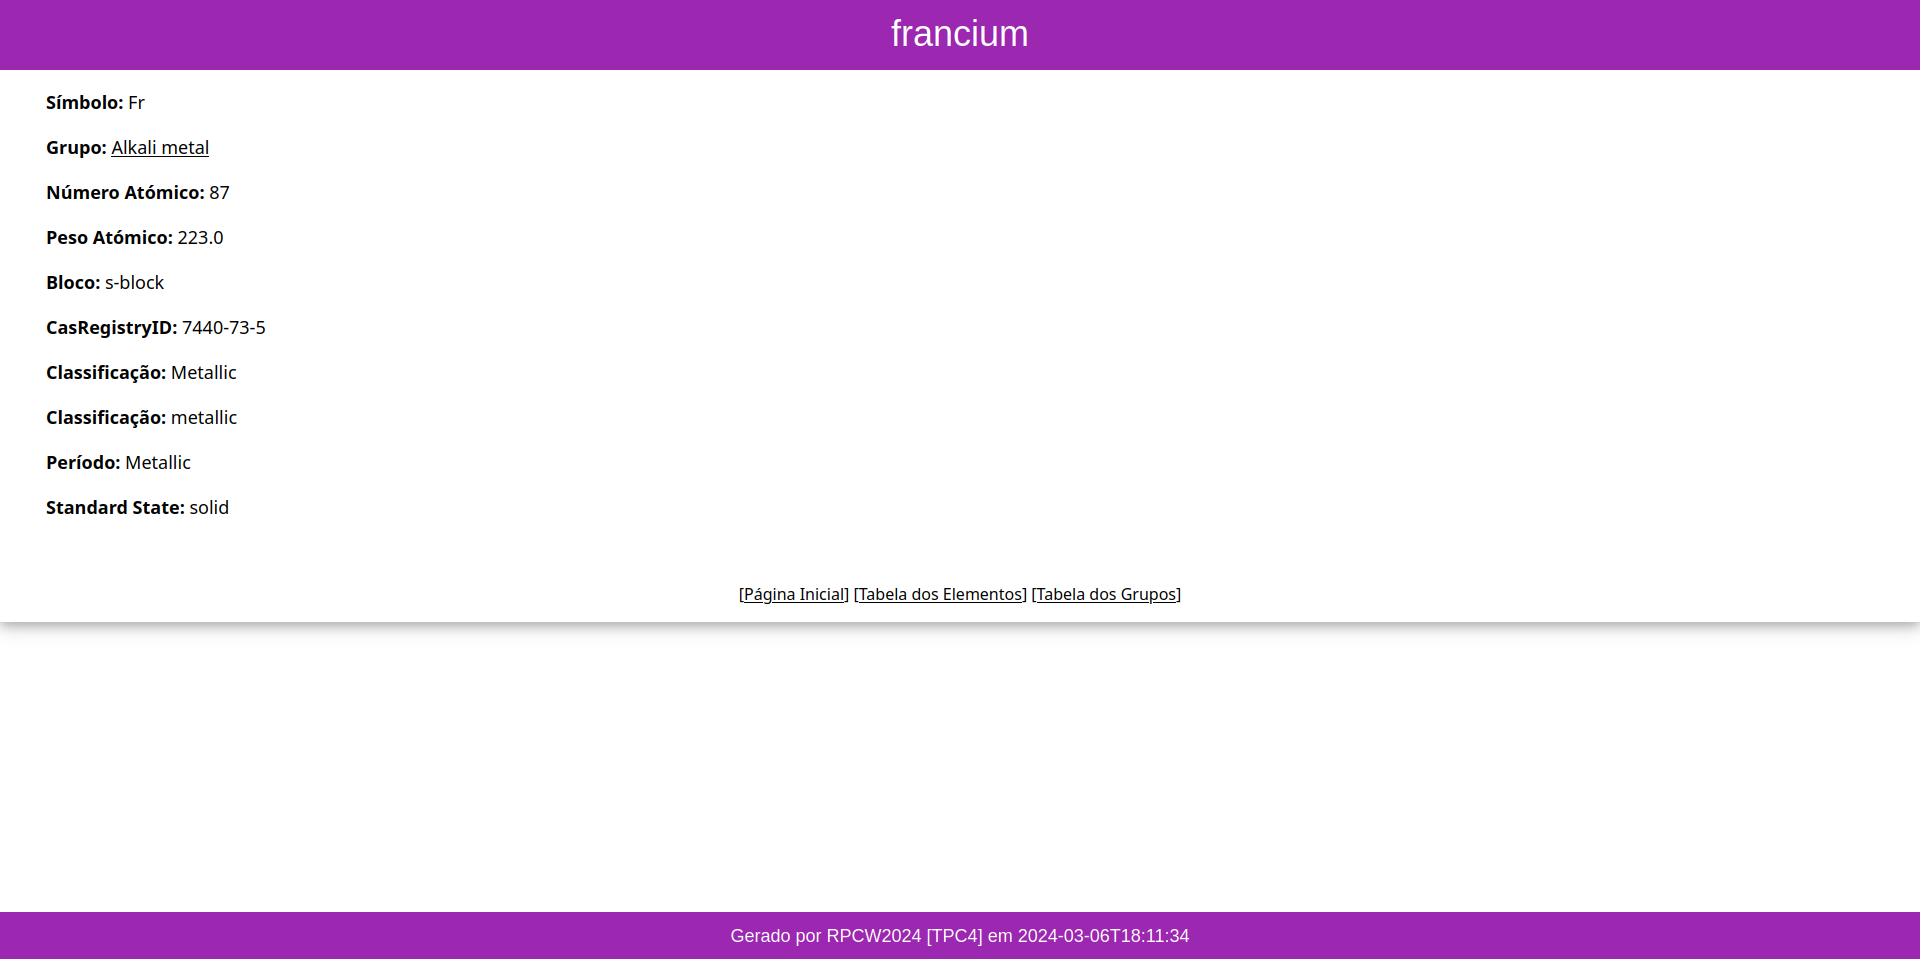 francium
Símbolo: Fr
Grupo: Alkali metal
Número Atómico: 87
Peso Atómico: 223.0
Bloco: s-block
CasRegistryID: 7440-73-5
Classificação: Metallic
Classificação: metallic
Período: Metallic
Standard State: solid
[Página Inicial] [Tabela dos Elementos] [Tabela dos Grupos]
Gerado por RPCW2024 [TPC4] em 2024-03-06T18:11:34